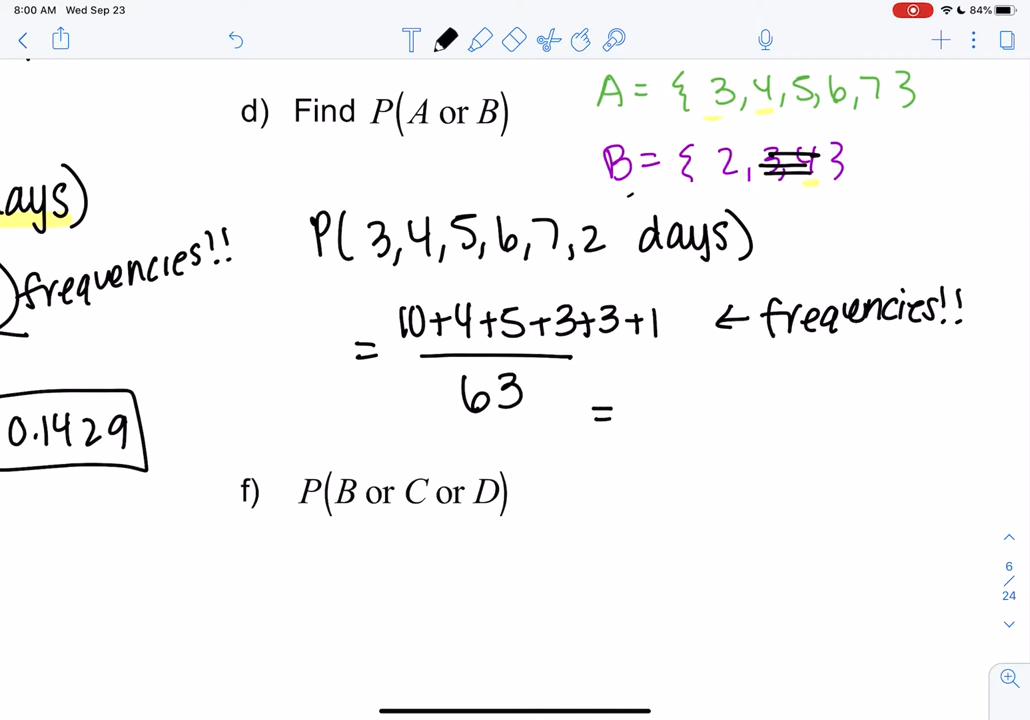 8:00 AM Wed Sep 23
84%
d) Find P(A or B)
A = { 3, 4, 5, 6, 7 }
B = { 2, 3, 4 }
ays)
P( 3, 4, 5, 6, 7, 2 days)
frequencies!!
= 10+4+5+3+3+1 ← frequencies!!
63
=
0.1429
f) P(B or C or D)
6
/
24